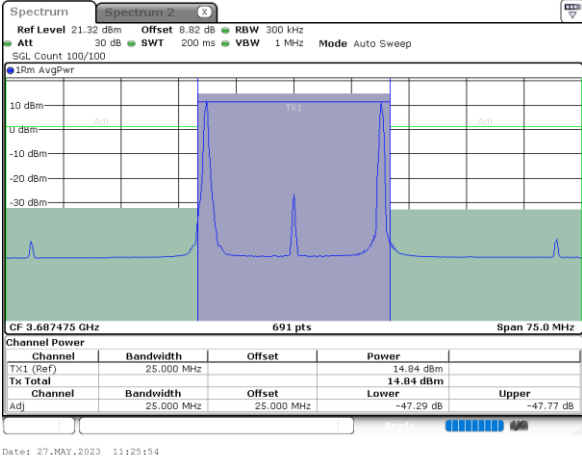 Spectrum Spectrum 2 X
Ref Level 21.32 dBm Offset 8.82 dB RBW 300 kHz
Att 30 dB SWT 200 ms VBW 1 MHz Mode Auto Sweep
SGL Count 100/100
1Rm AvgPwr
10 dBm
TX1
Adj Adj
0 dBm
-10 dBm
-20 dBm
-30 dBm
CF 3.687475 GHz 691 pts Span 75.0 MHz
Channel Power
Channel Bandwidth Offset Power
TX1 (Ref) 25.000 MHz 14.84 dBm
Tx Total 14.84 dBm
Channel Bandwidth Offset Lower Upper
Adj 25.000 MHz 25.000 MHz -47.29 dB -47.77 dB
Ready
Date: 27.MAY.2023 11:25:54